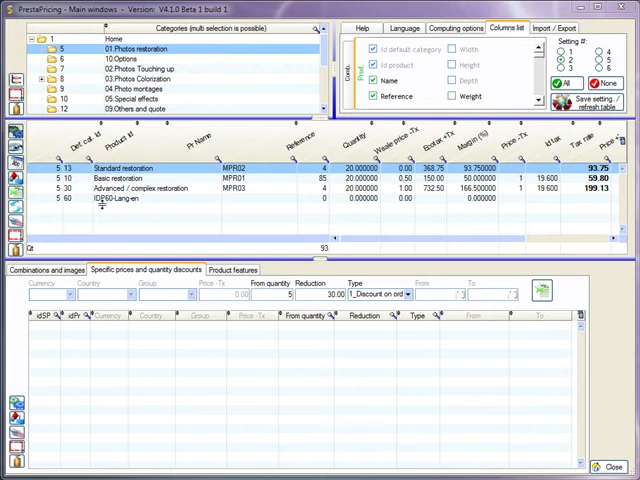 PrestaPricing - Main windows - Version: V4.1.0 Beta 1 build 1
Categories (multi selection is possible)
1 Home
5 01.Photos restoration
6 10.Options
7 02.Photos Touching up
8 03.Photos Colorization
9 04.Photo montages
10 05.Special effects
12 09.Others and quote
Help Language Computing options Columns list Import / Export
Comb. Prod.
Id default category Width
Id product Height
Name Depth
Reference Weight
Setting #:
1 4
2 5
3 6
All None
Save setting. / refresh table
Def. cat. Id Product Id Pr Name Reference Quantity Wsale price -Tx Ecotax +Tx Margin (%) Price -Tx Id tax Tax rate
5 13 Standard restoration MPR02 4 20.000000 0.00 368.75 93.750000 93.75
5 10 Basic restoration MPR01 85 20.000000 0.50 150.00 50.000000 1 19.600 59.80
5 30 Advanced / complex restoration MPR03 4 20.000000 1.00 732.50 166.500000 1 19.600 199.13
5 60 IDP60-Lang-en 0 20.000000 0.00 0.000000
Qt 93
Combinations and images Specific prices and quantity discounts Product features
Currency Country Group Price -Tx From quantity Reduction Type From To
0.00 5 30.00 1_Discount on ord
idSP idPr Currency Country Group Price -Tx From quantity Reduction Type From To
Close